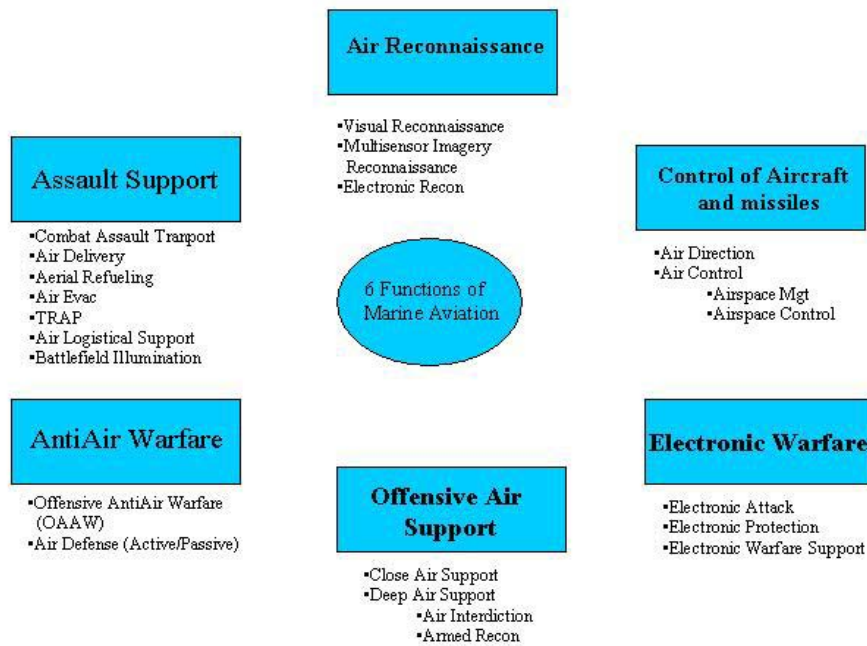 Air Reconnaissance
▪Visual Reconnaissance
▪Multisensor Imagery
Reconnaissance
▪Electronic Recon
Assault Support
▪Combat Assault Tranport
▪Air Delivery
▪Aerial Refueling
▪Air Evac
▪TRAP
▪Air Logistical Support
▪Battlefield Illumination
Control of Aircraft
and missiles
▪Air Direction
▪Air Control
▪Airspace Mgt
▪Airspace Control
6 Functions of
Marine Aviation
AntiAir Warfare
▪Offensive AntiAir Warfare
(OAAW)
▪Air Defense (Active/Passive)
Offensive Air
Support
▪Close Air Support
▪Deep Air Support
▪Air Interdiction
▪Armed Recon
Electronic Warfare
▪Electronic Attack
▪Electronic Protection
▪Electronic Warfare Support